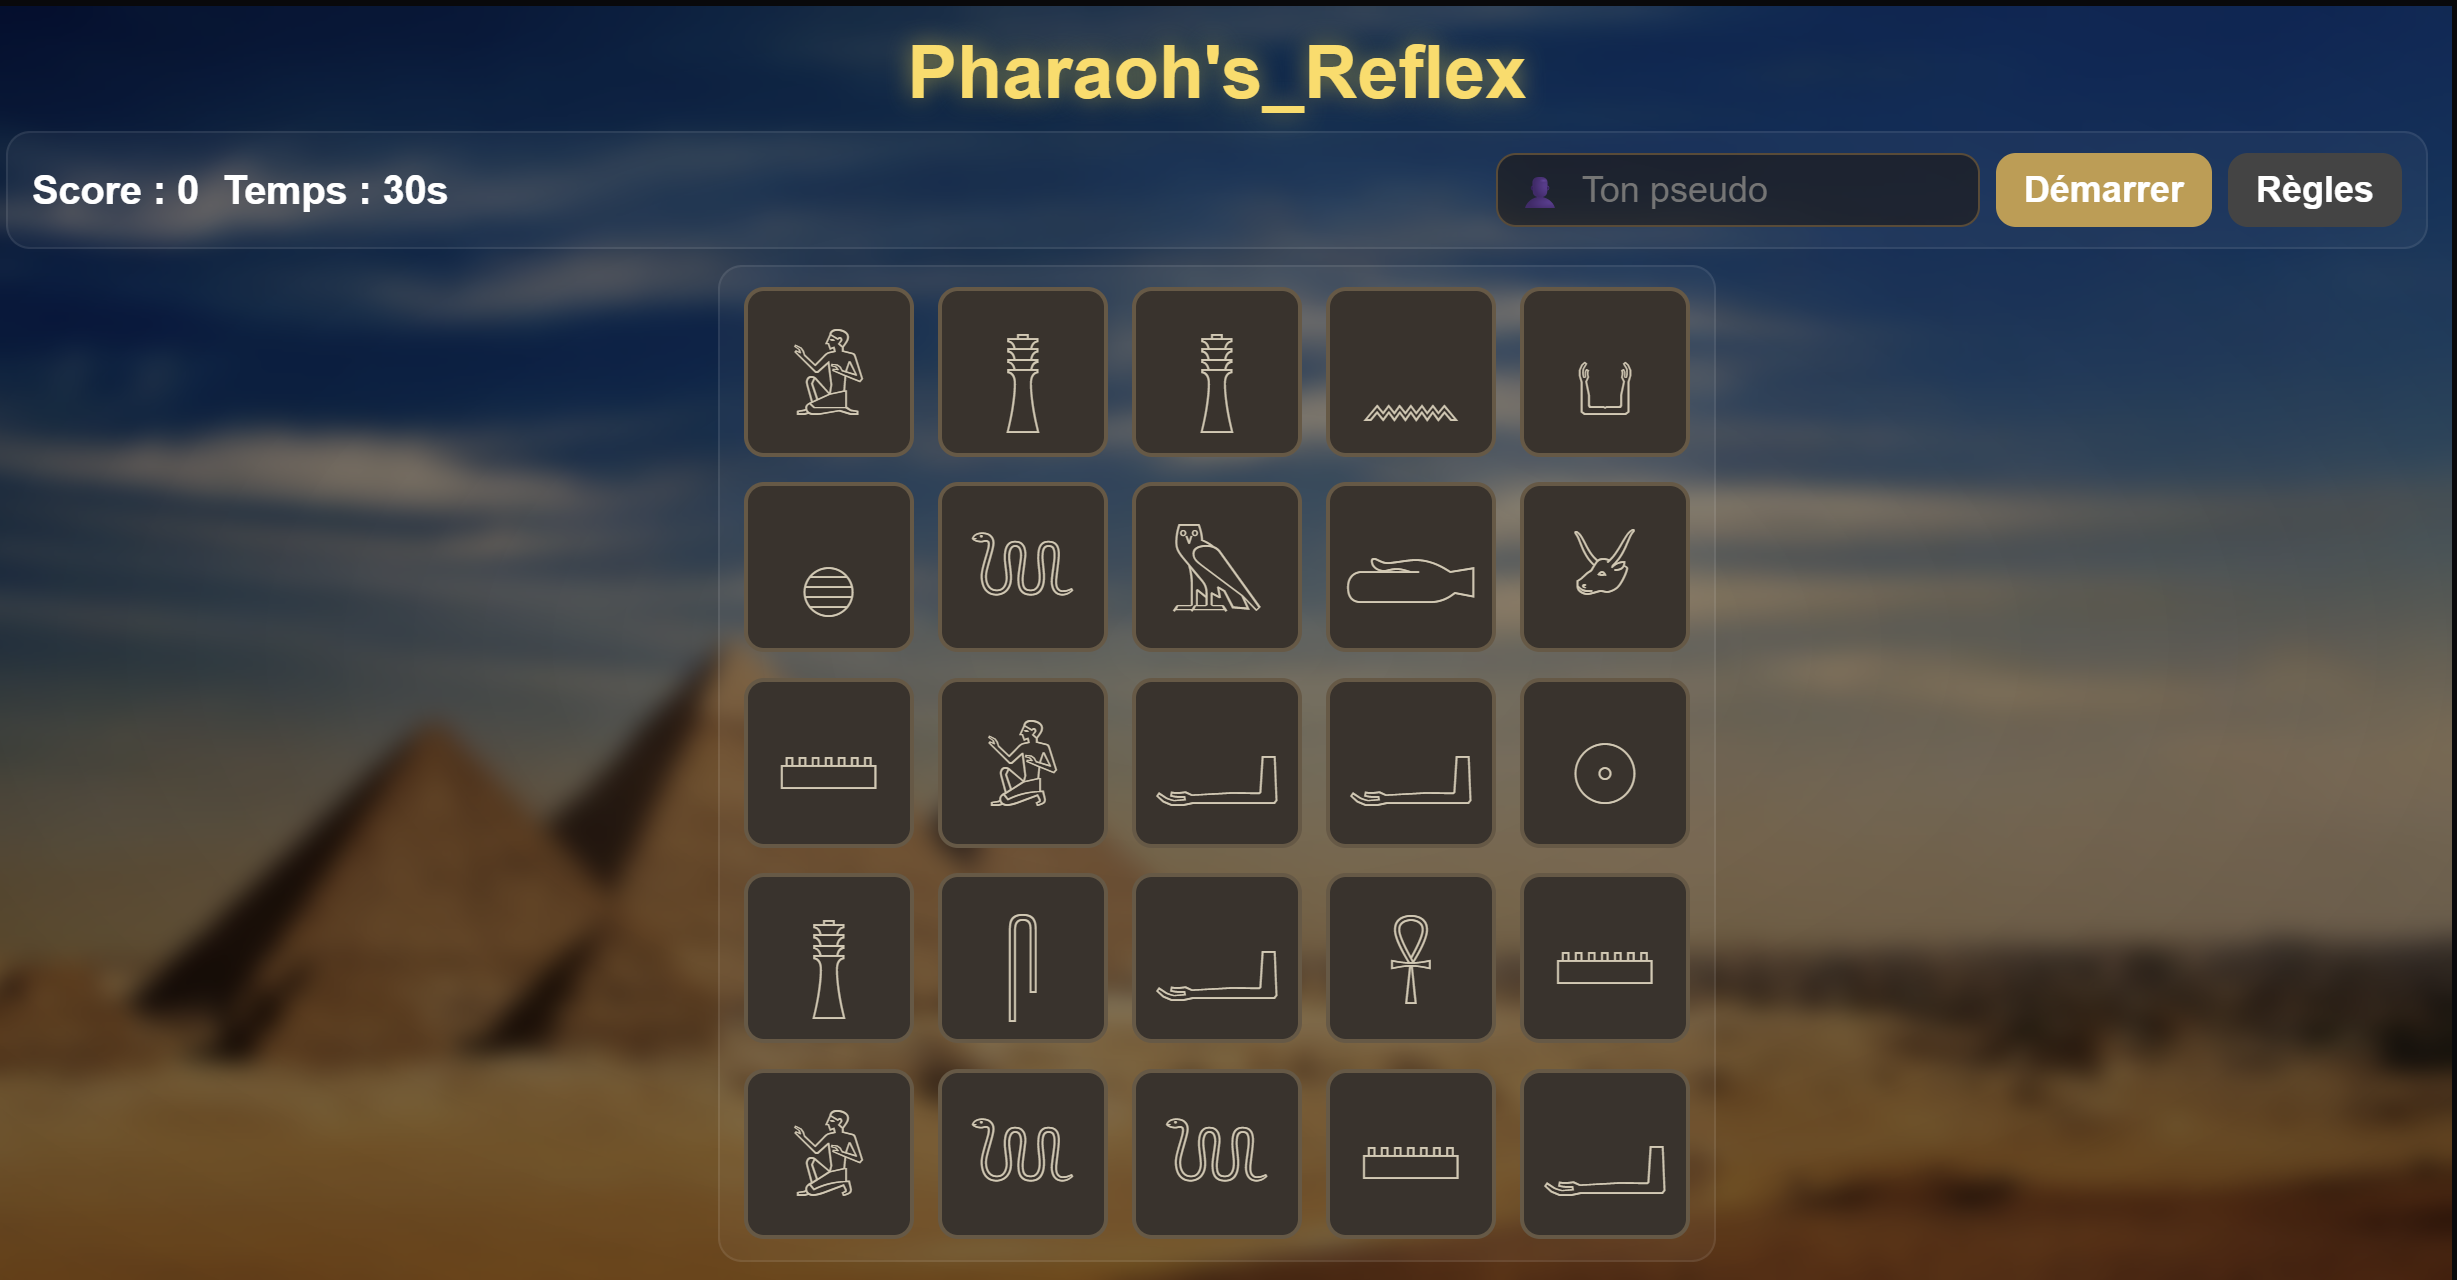 Pharaoh's_Reflex
Score : 0 Temps : 30s
Ton pseudo
Démarrer
Règles
𓀁 𓊽 𓊽 𓈖 𓂓
𓐍 𓆙 𓅓 𓂧 𓃾
𓏠 𓀃 𓂝 𓂝 𓇳
𓊽 𓋴 𓂝 𓋹 𓏠
𓀃 𓆙 𓆙 𓏠 𓂝